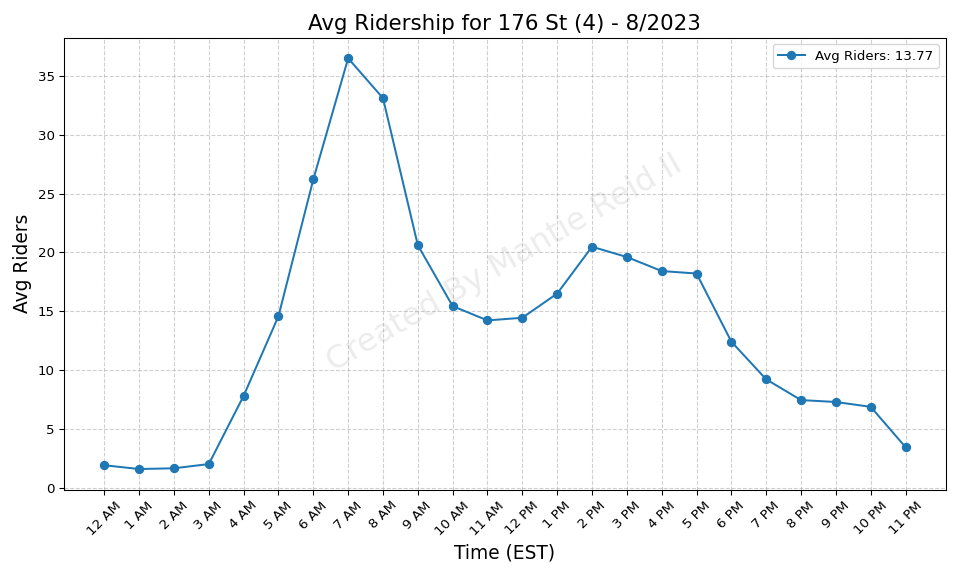 Avg Ridership for 176 St (4) - 8/2023
Avg Riders: 13.77
Avg Riders
35
30
25
20
15
10
5
0
Created By Mantie Reid II
12 AM
1 AM
2 AM
3 AM
4 AM
5 AM
6 AM
7 AM
8 AM
9 AM
10 AM
11 AM
12 PM
1 PM
2 PM
3 PM
4 PM
5 PM
6 PM
7 PM
8 PM
9 PM
10 PM
11 PM
Time (EST)